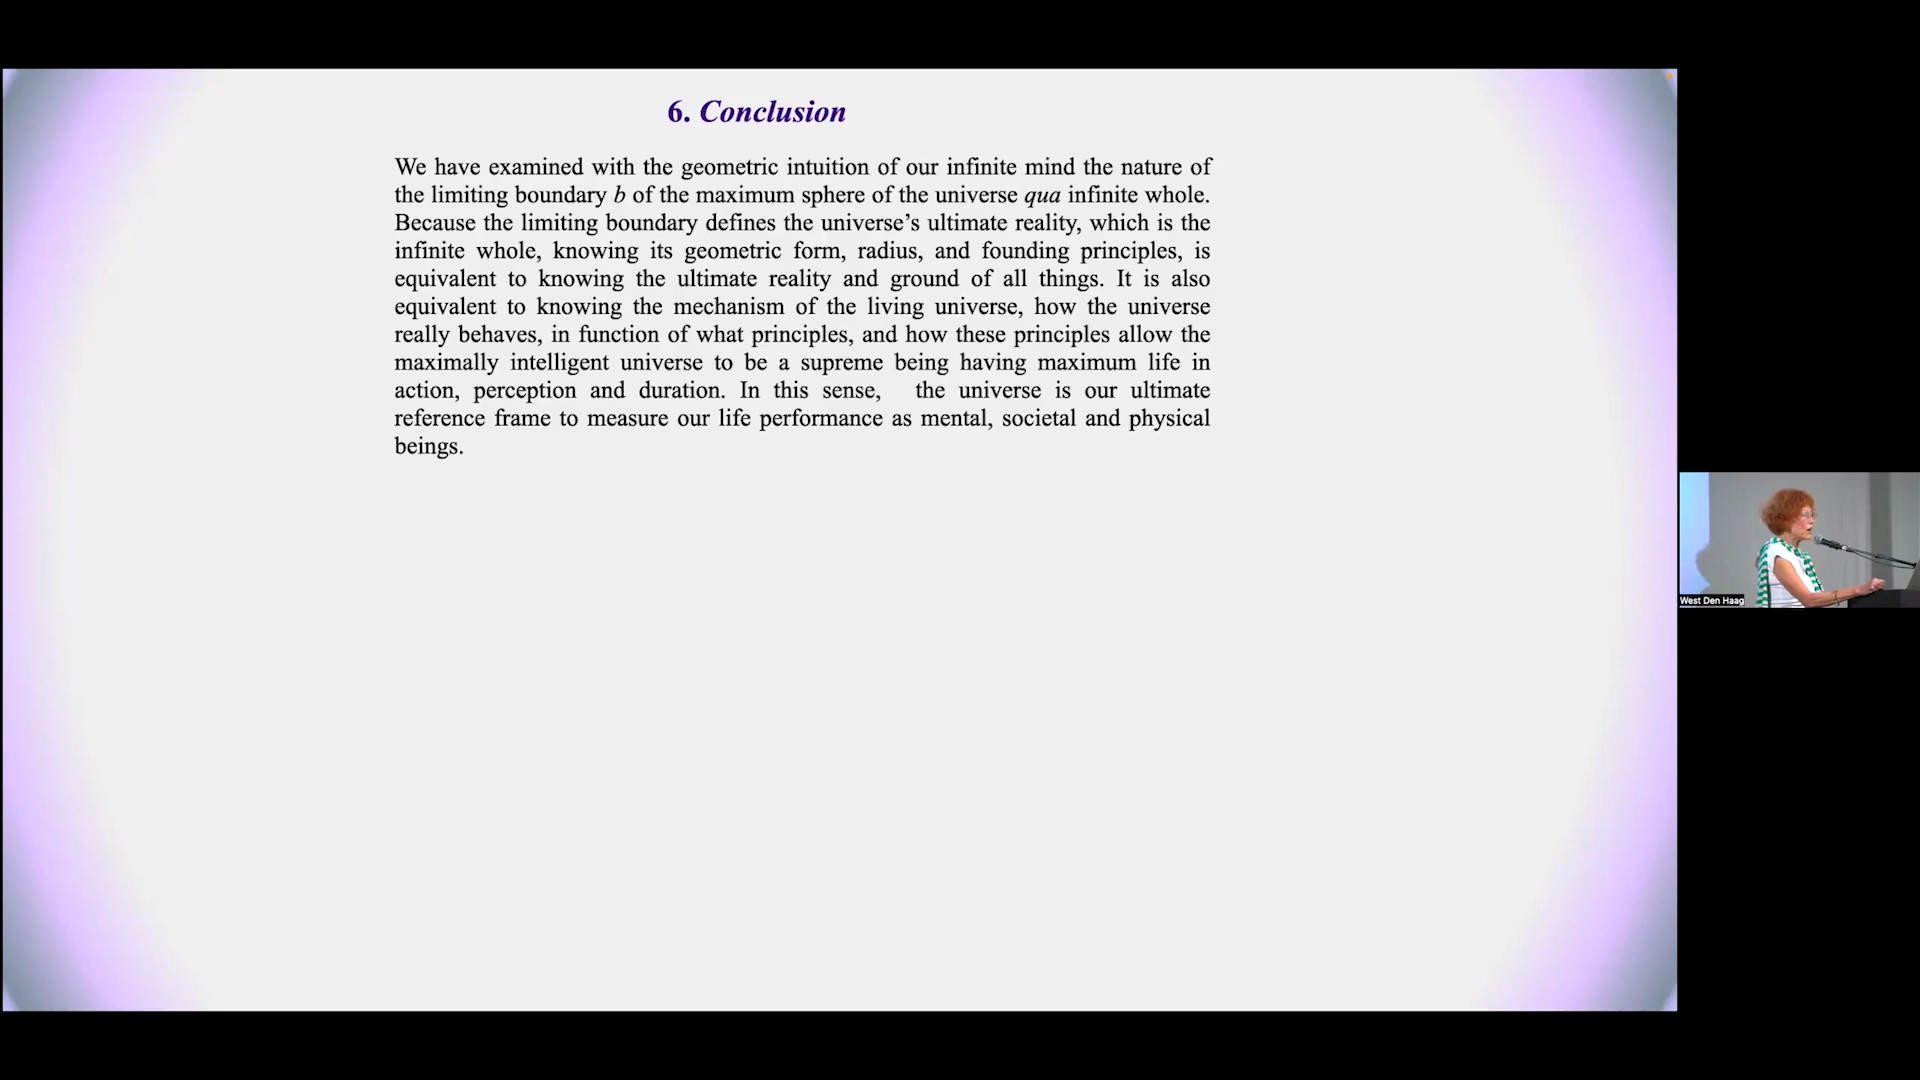 6. Conclusion
We have examined with the geometric intuition of our infinite mind the nature of
the limiting boundary b of the maximum sphere of the universe qua infinite whole.
Because the limiting boundary defines the universe’s ultimate reality, which is the
infinite whole, knowing its geometric form, radius, and founding principles, is
equivalent to knowing the ultimate reality and ground of all things. It is also
equivalent to knowing the mechanism of the living universe, how the universe
really behaves, in function of what principles, and how these principles allow the
maximally intelligent universe to be a supreme being having maximum life in
action, perception and duration. In this sense, the universe is our ultimate
reference frame to measure our life performance as mental, societal and physical
beings.
West Den Haag